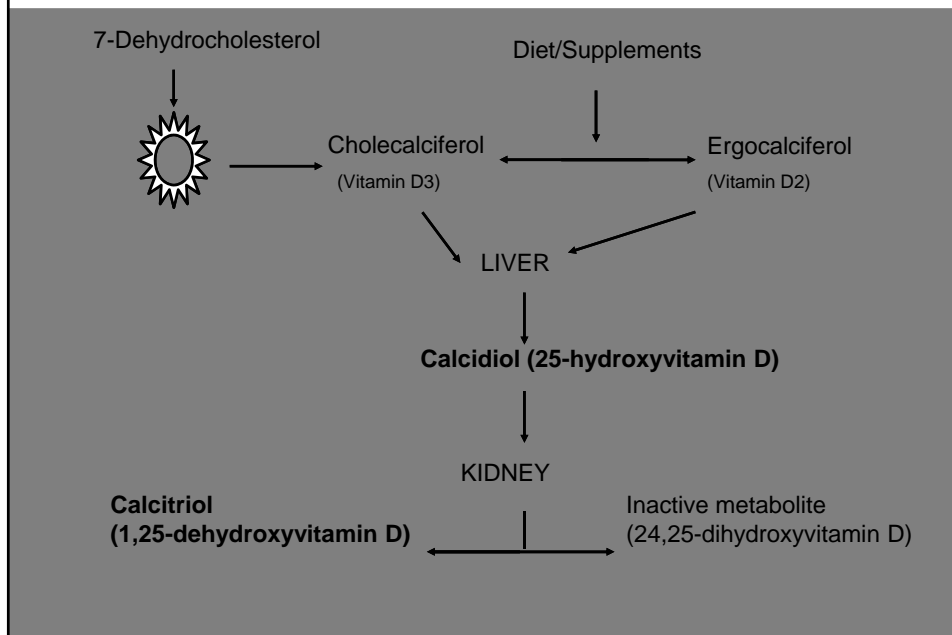 7-Dehydrocholesterol
Diet/Supplements
Cholecalciferol
(Vitamin D3)
Ergocalciferol
(Vitamin D2)
LIVER
Calcidiol (25-hydroxyvitamin D)
KIDNEY
Calcitriol
(1,25-dehydroxyvitamin D)
Inactive metabolite
(24,25-dihydroxyvitamin D)